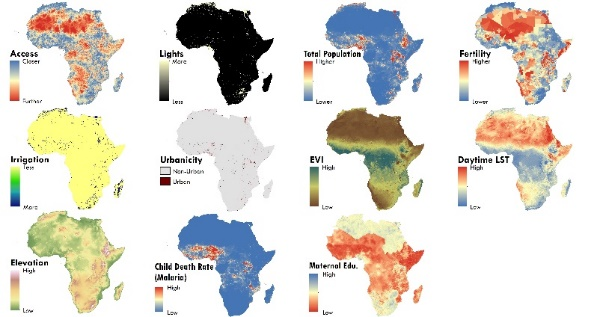 Access
Closer
Further
Lights
More
Less
Total Population
Higher
Lower
Fertility
Higher
Lower
Irrigation
Less
More
Urbanicity
Non-Urban
Urban
EVI
High
Low
Daytime LST
High
Low
Elevation
High
Low
Child Death Rate
(Malaria)
High
Low
Maternal Edu.
High
Low